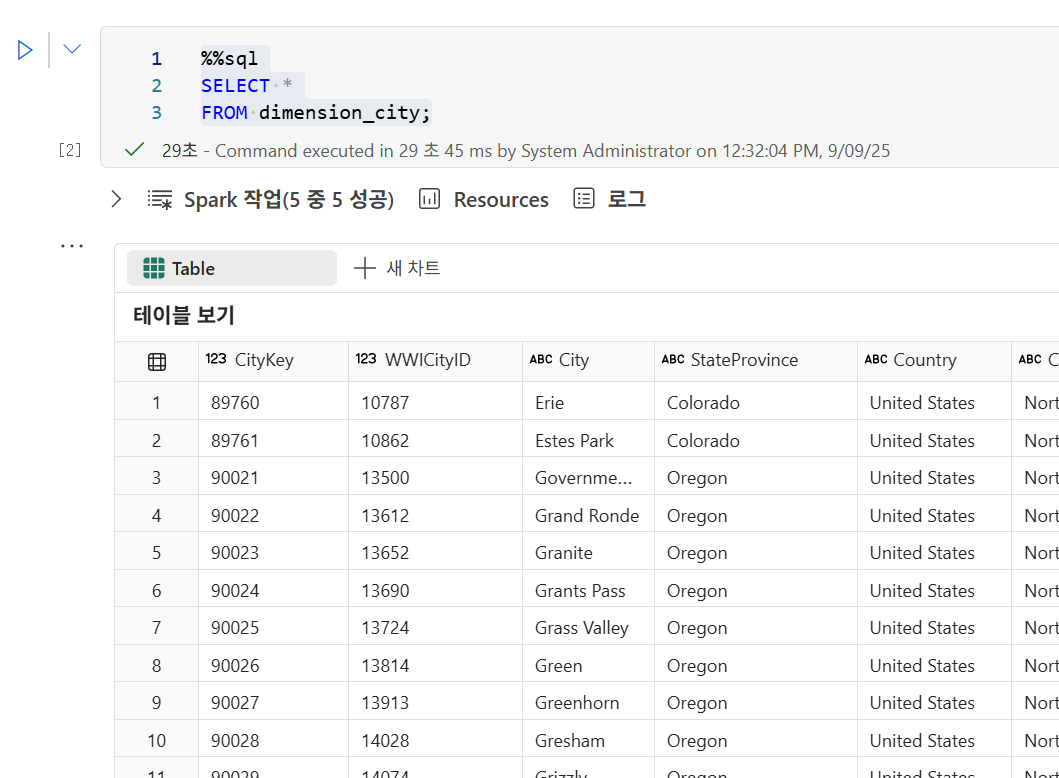 1 %%sql
2 SELECT *
3 FROM dimension_city;
[2] 29초 - Command executed in 29 초 45 ms by System Administrator on 12:32:04 PM, 9/09/25
Spark 작업(5 중 5 성공) Resources 로그
Table 새 차트
테이블 보기
123 CityKey 123 WWICityID ABC City ABC StateProvince ABC Country ABC C
1 89760 10787 Erie Colorado United States Nort
2 89761 10862 Estes Park Colorado United States Nort
3 90021 13500 Governme... Oregon United States Nort
4 90022 13612 Grand Ronde Oregon United States Nort
5 90023 13652 Granite Oregon United States Nort
6 90024 13690 Grants Pass Oregon United States Nort
7 90025 13724 Grass Valley Oregon United States Nort
8 90026 13814 Green Oregon United States Nort
9 90027 13913 Greenhorn Oregon United States Nort
10 90028 14028 Gresham Oregon United States Nort
11 90029 14074 Grizzly Oregon United States Nort